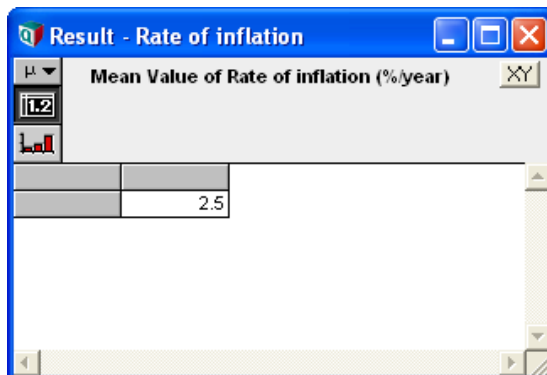 Result - Rate of inflation
μ
Mean Value of Rate of inflation (%/year)
XY
1.2
2.5